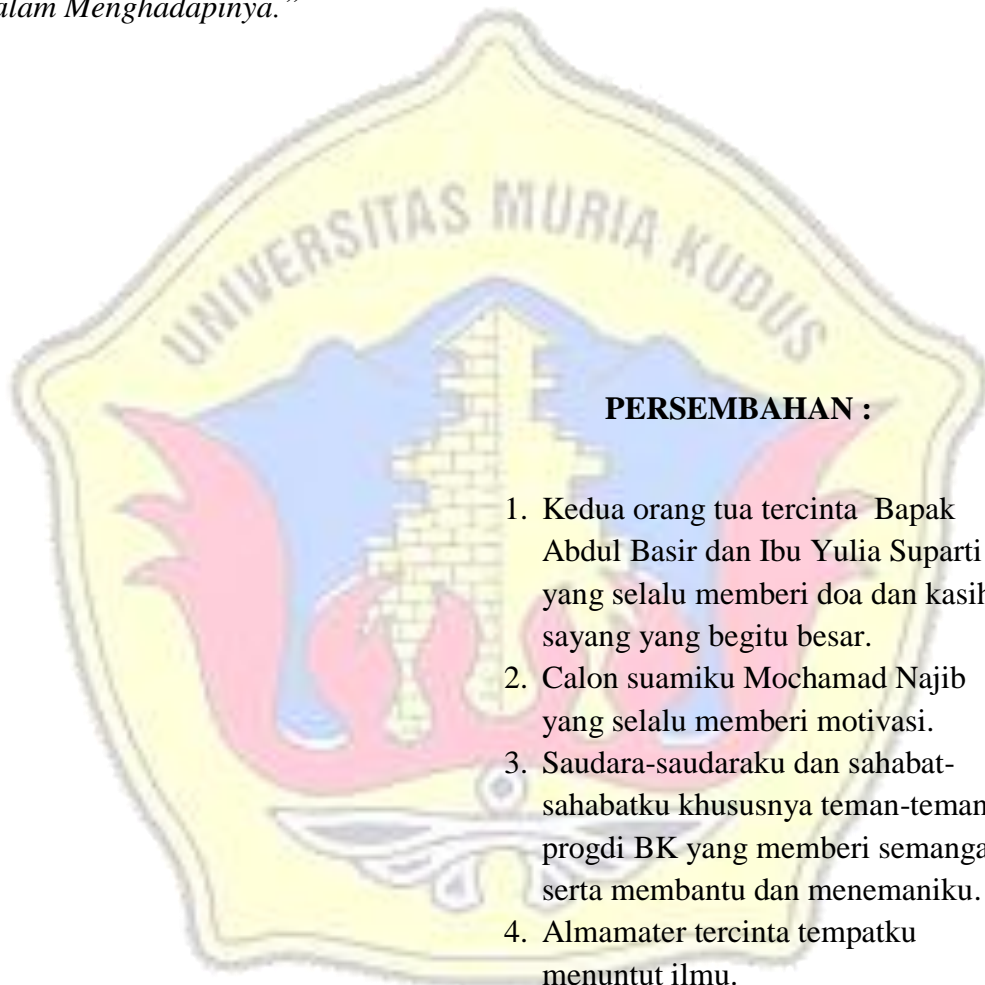 alam Menghadapinya.”
UNIVERSITAS MURIA KUDUS
PERSEMBAHAN :
1. Kedua orang tua tercinta Bapak
Abdul Basir dan Ibu Yulia Suparti
yang selalu memberi doa dan kasih
sayang yang begitu besar.
2. Calon suamiku Mochamad Najib
yang selalu memberi motivasi.
3. Saudara-saudaraku dan sahabat-
sahabatku khususnya teman-teman
progdi BK yang memberi semanga
serta membantu dan menemaniku.
4. Almamater tercinta tempatku
menuntut ilmu.